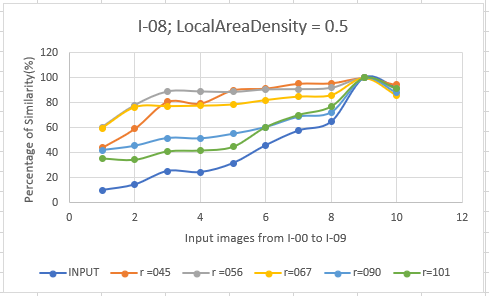 I-08; LocalAreaDensity = 0.5
Percentage of Similarity(%)
120
100
80
60
40
20
0
0 2 4 6 8 10 12
Input images from I-00 to I-09
INPUT r =045 r =056 r=067 r=090 r=101